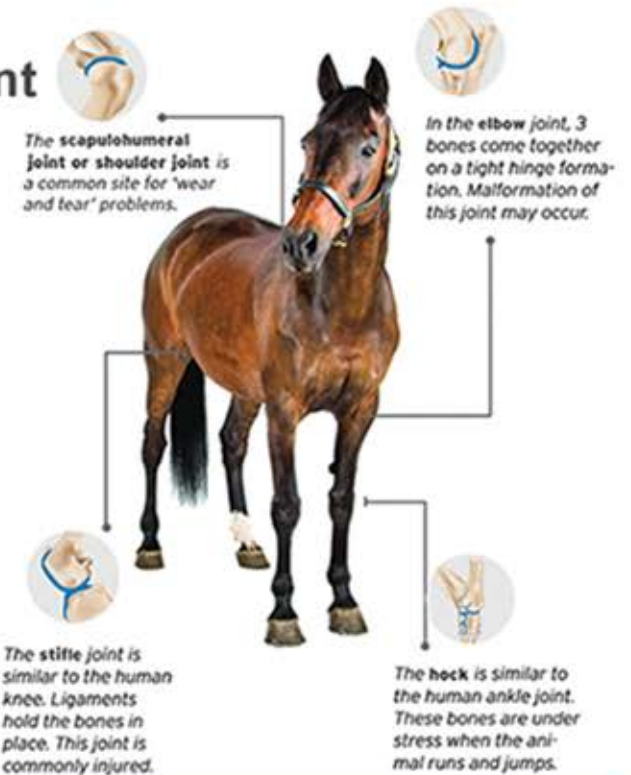 nt
The scapulohumeral
joint or shoulder joint is
a common site for "wear
and tear" problems.
In the elbow joint, 3
bones come together
on a tight hinge forma-
tion. Malformation of
this joint may occur.
The stifle joint is
similar to the human
knee. Ligaments
hold the bones in
place. This joint is
commonly injured.
The hock is similar to
the human ankle joint.
These bones are under
stress when the ani-
mal runs and jumps.